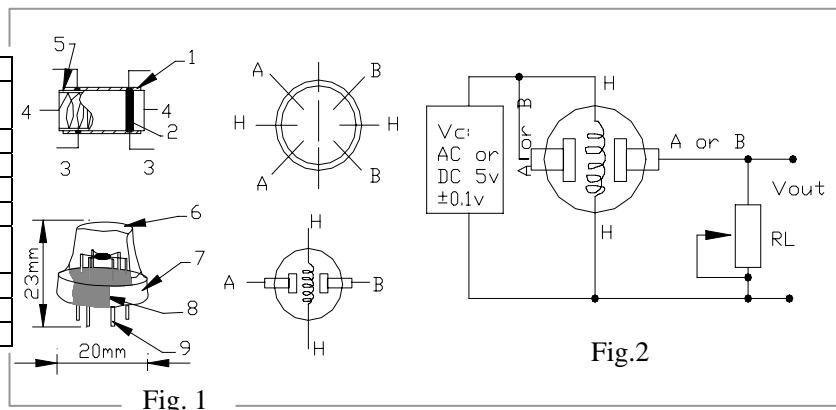 5
1
4
4
2
3
3
A
B
H
H
A
B
6
7
8
9
23mm
20mm
A
B
H
H
Fig. 1
Vc:
AC or
DC 5v
±0.1v
A or B
H
H
A or B
Vout
RL
Fig.2